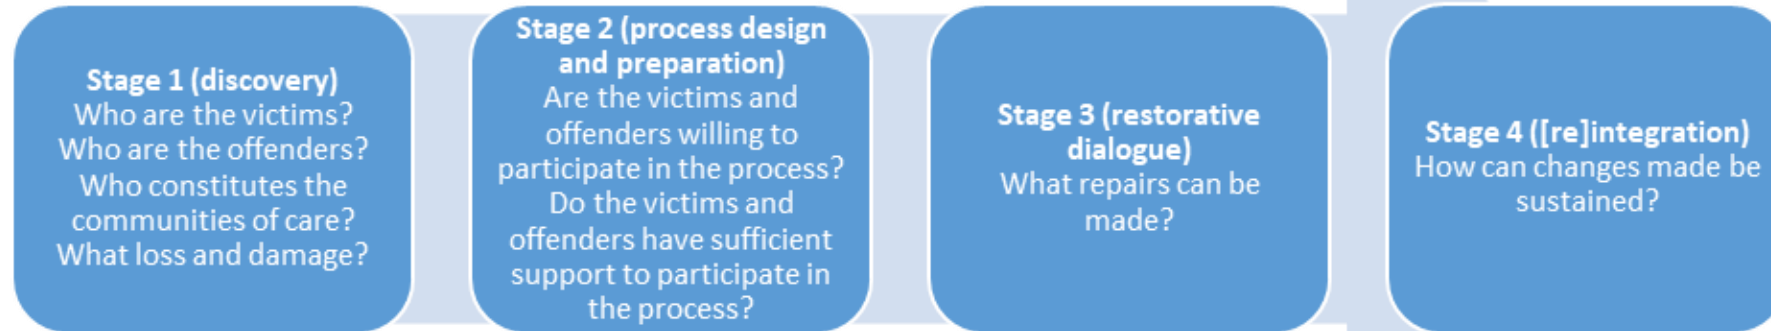 Stage 1 (discovery)
Who are the victims?
Who are the offenders?
Who constitutes the
communities of care?
What loss and damage?
Stage 2 (process design
and preparation)
Are the victims and
offenders willing to
participate in the process?
Do the victims and
offenders have sufficient
support to participate in
the process?
Stage 3 (restorative
dialogue)
What repairs can be
made?
Stage 4 ([re]integration)
How can changes made be
sustained?